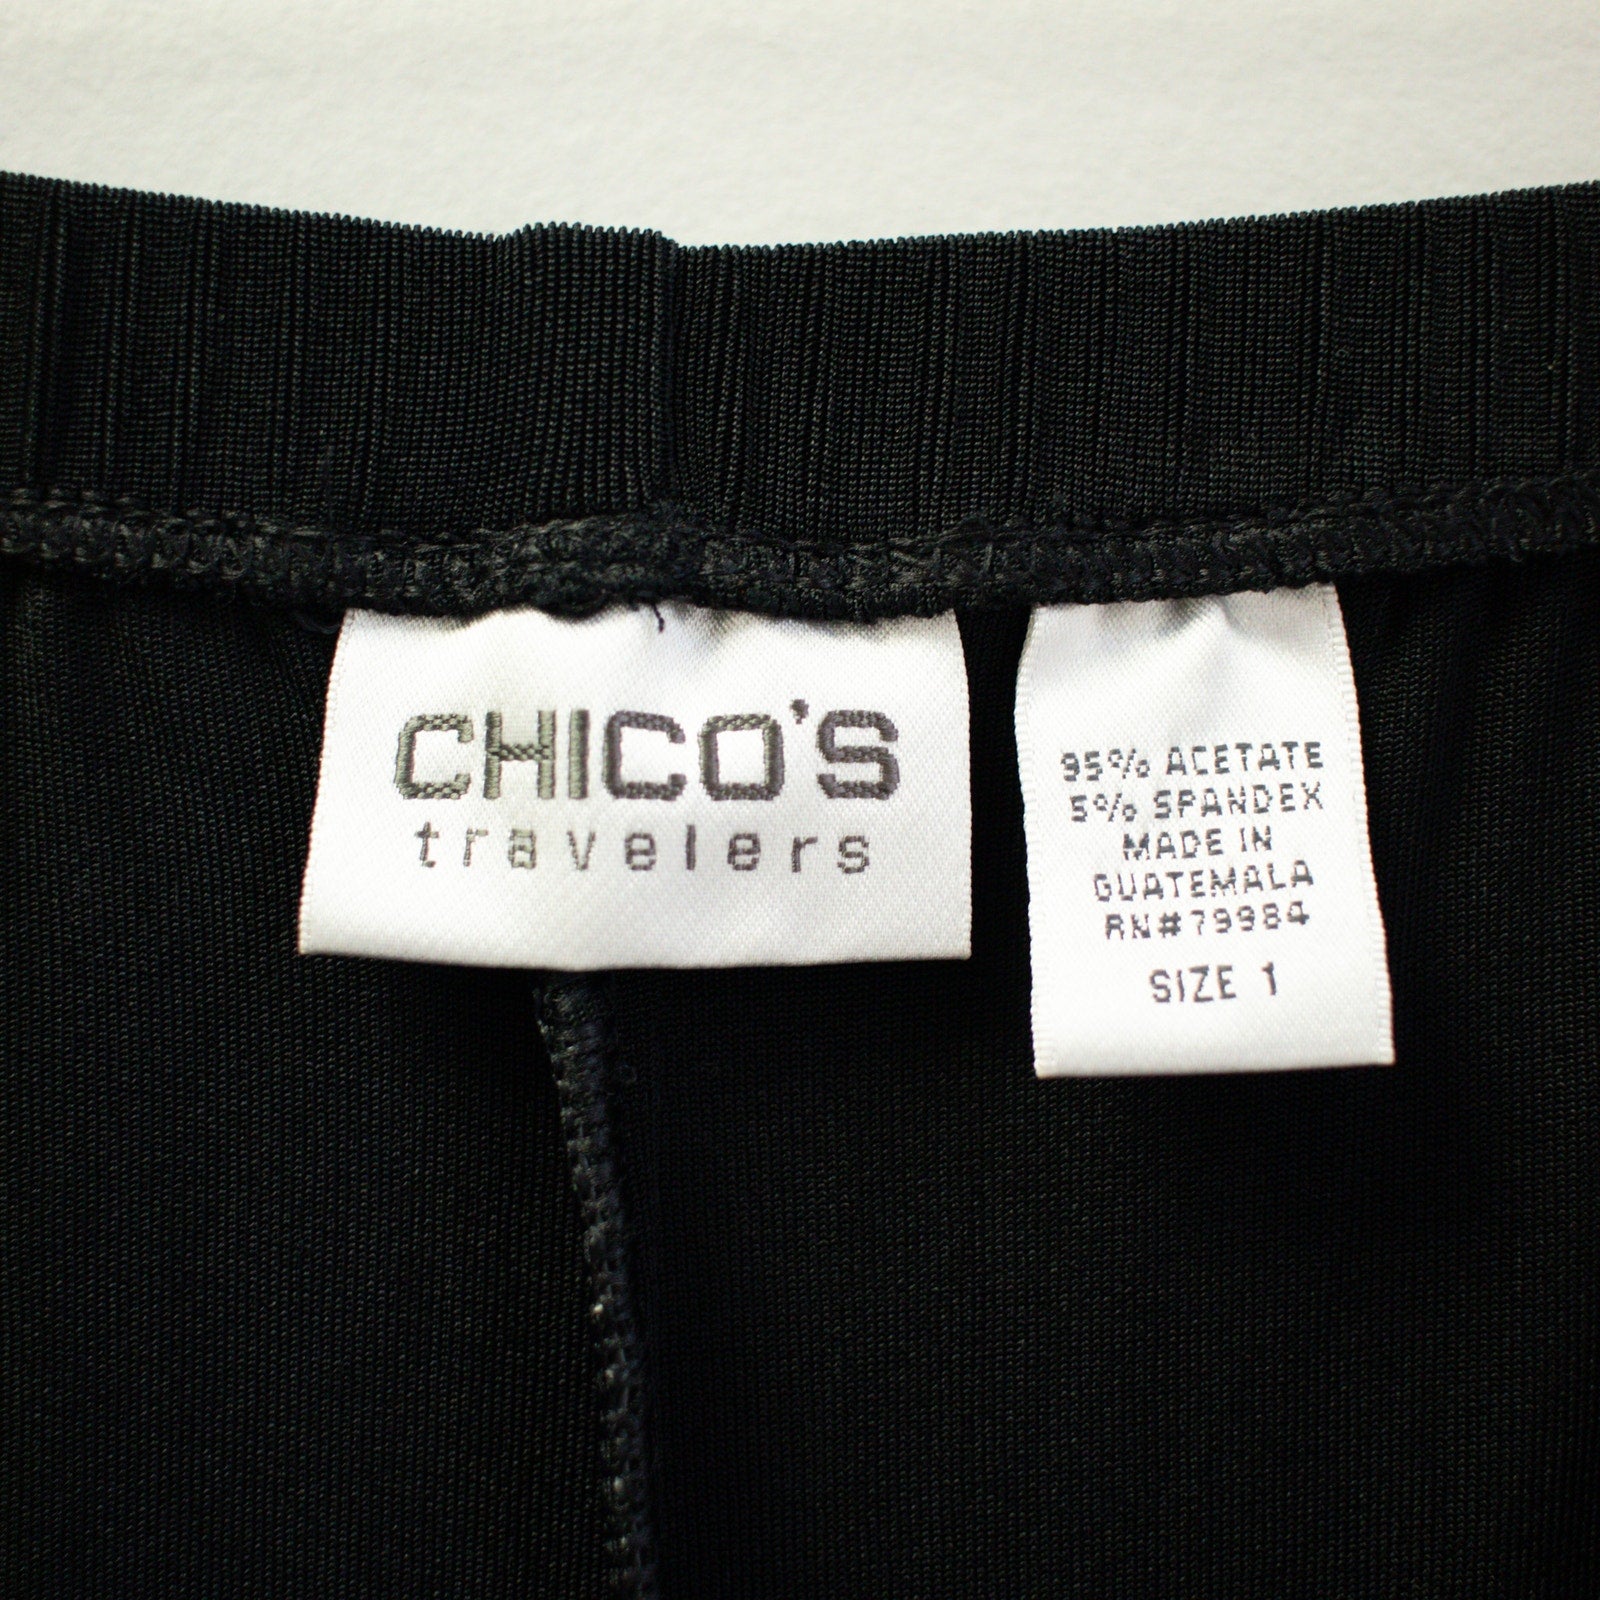 CHICO'S
travelers
95% ACETATE
5% SPANDEX
MADE IN
GUATEMALA
RN#79984
SIZE 1